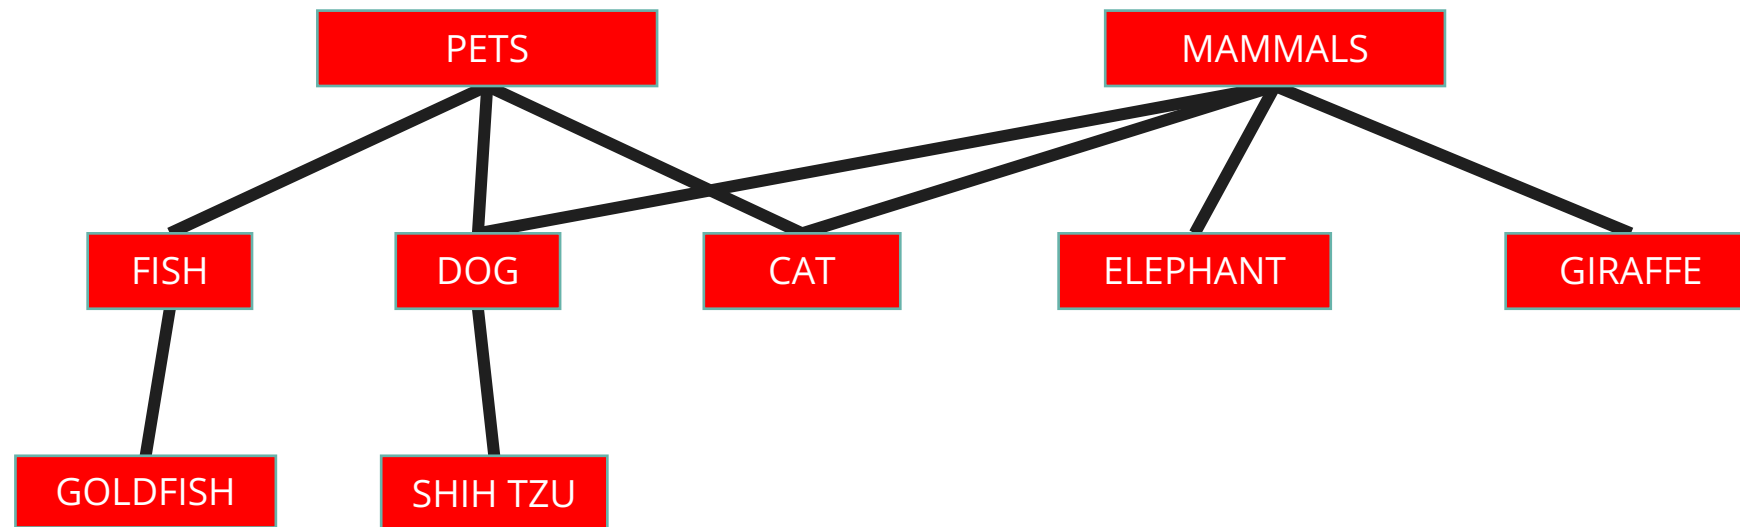 PETS
MAMMALS
FISH
DOG
CAT
ELEPHANT
GIRAFFE
GOLDFISH
SHIH TZU